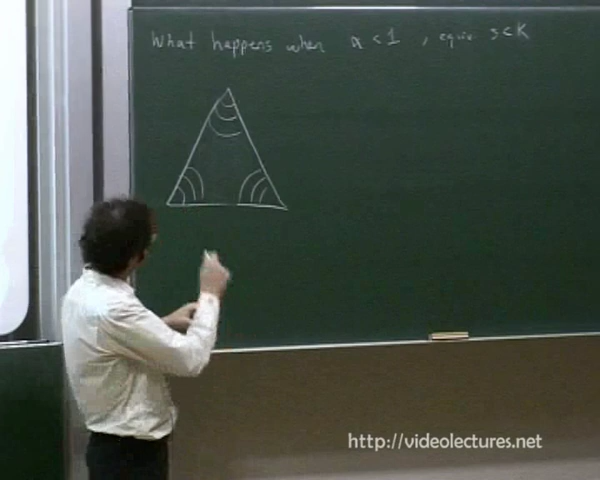 What happens when α<1 , equiv s<K
http://videolectures.net